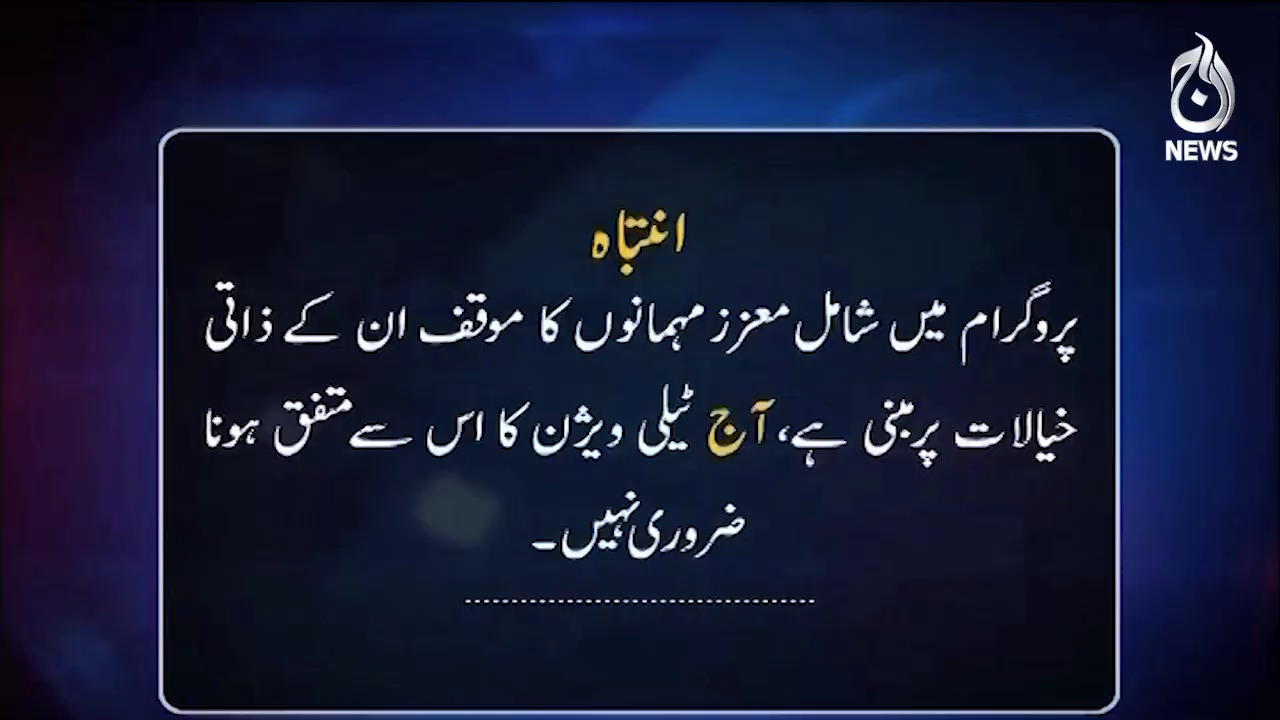 آج
NEWS
انتباہ
پروگرام میں شامل معزز مہمانوں کا موقف ان کے ذاتی
خیالات پر مبنی ہے، آج ٹیلی ویژن کا اس سے متفق ہونا
ضروری نہیں۔